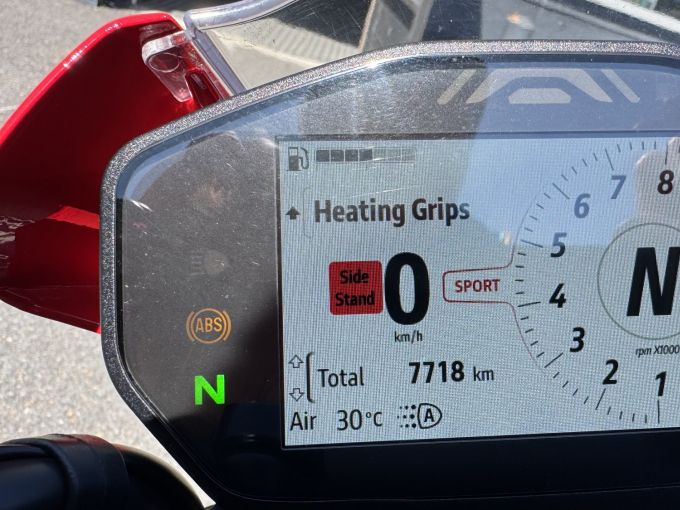 Heating Grips
Side
Stand
0
km/h
SPORT
N
8
7
6
5
4
3
2
1
rpm X1000
ABS
N
Total 7718 km
Air 30°C A